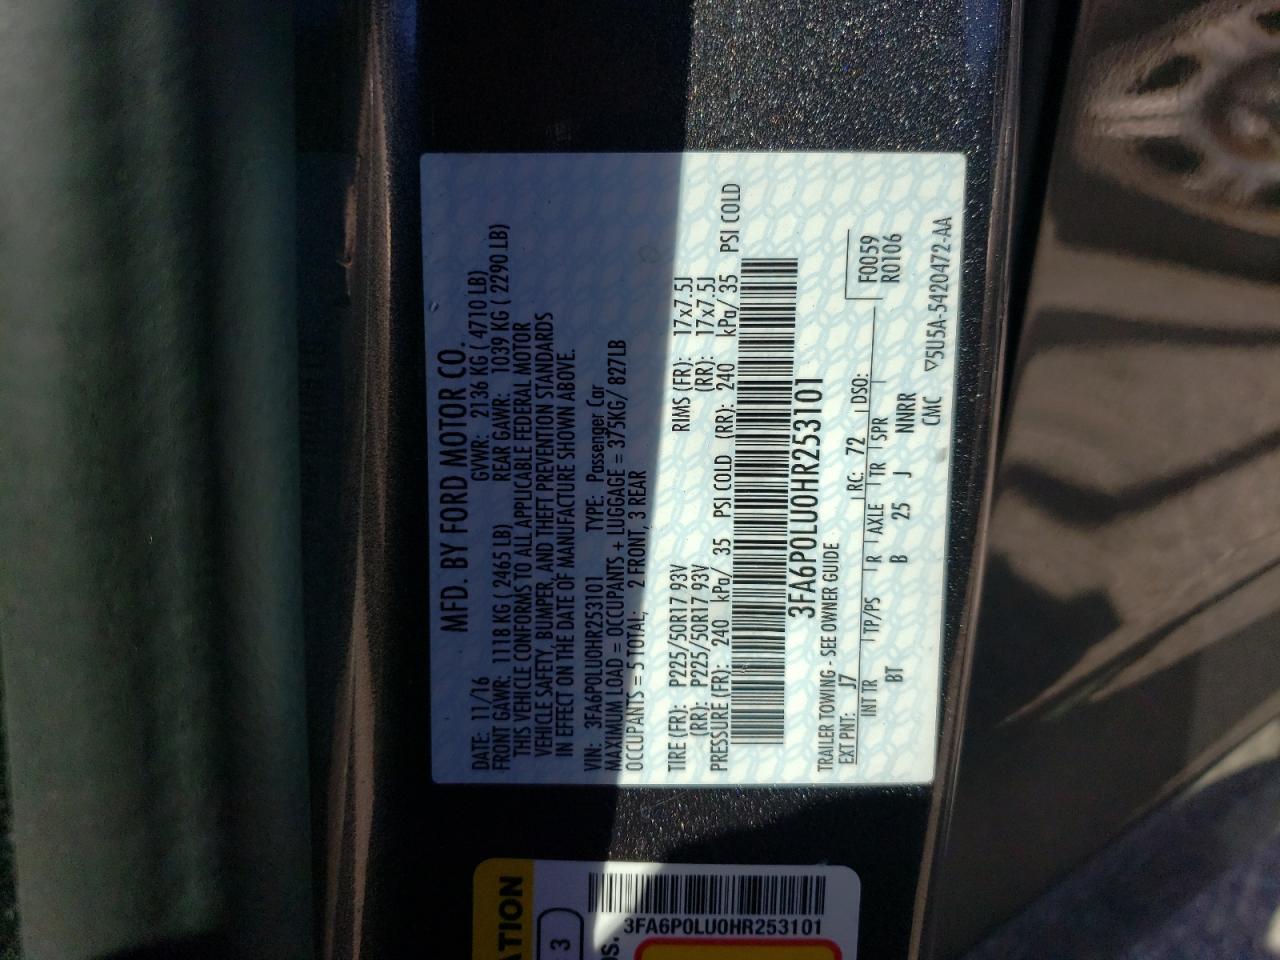 MFD. BY FORD MOTOR CO.
DATE: 11/16 GVWR: 2136 KG ( 4710 LB)
FRONT GAWR: 1118 KG ( 2465 LB) REAR GAWR: 1039 KG ( 2290 LB)
THIS VEHICLE CONFORMS TO ALL APPLICABLE FEDERAL MOTOR
VEHICLE SAFETY, BUMPER, AND THEFT PREVENTION STANDARDS
IN EFFECT ON THE DATE OF MANUFACTURE SHOWN ABOVE.
VIN: 3FA6P0LU0HR253101 TYPE: Passenger Car
MAXIMUM LOAD = OCCUPANTS + LUGGAGE = 375KG/ 827LB
OCCUPANTS = 5 TOTAL; 2 FRONT, 3 REAR
TIRE (FR): P225/50R17 93V RIMS (FR): 17x7.5J
(RR): P225/50R17 93V (RR): 17x7.5J
PRESSURE (FR): 240 kPa/ 35 PSI COLD (RR): 240 kPa/ 35 PSI COLD
3FA6P0LU0HR253101
TRAILER TOWING - SEE OWNER GUIDE
EXT PNT: J7 RC: 72 DSO: F0059
R0106
INT TR TP/PS R AXLE TR SPR
BT B 25 J NNRR
CMC ▽5U5A-5420472-AA
ATION
3
3FA6P0LU0HR253101